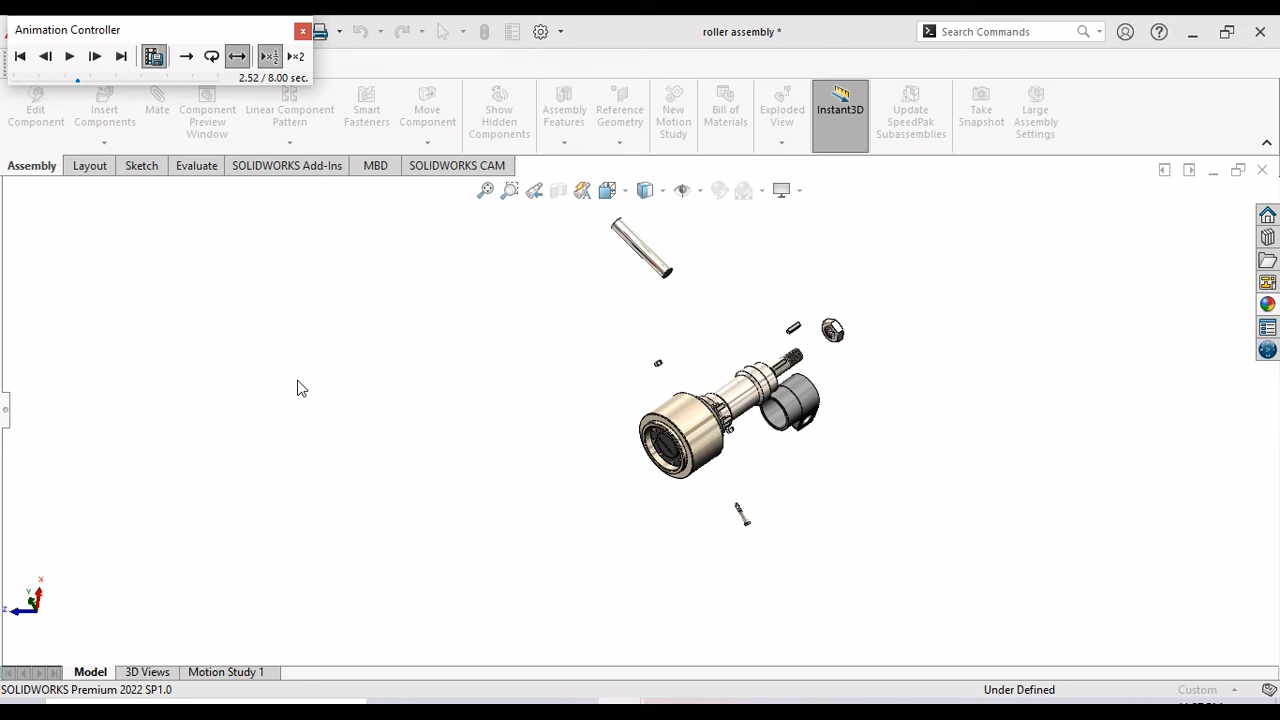 Animation Controller
x
roller assembly *
Search Commands
x½
x2
2.52 / 8.00 sec.
Edit
Component
Insert
Components
Mate
Component
Preview
Window
Linear Component
Pattern
Smart
Fasteners
Move
Component
Show
Hidden
Components
Assembly
Features
Reference
Geometry
New
Motion
Study
Bill of
Materials
Exploded
View
Instant3D
Update
SpeedPak
Subassemblies
Take
Snapshot
Large
Assembly
Settings
Assembly Layout Sketch Evaluate SOLIDWORKS Add-Ins MBD SOLIDWORKS CAM
X
Y
Z
Model 3D Views Motion Study 1
SOLIDWORKS Premium 2022 SP1.0
Under Defined
Custom